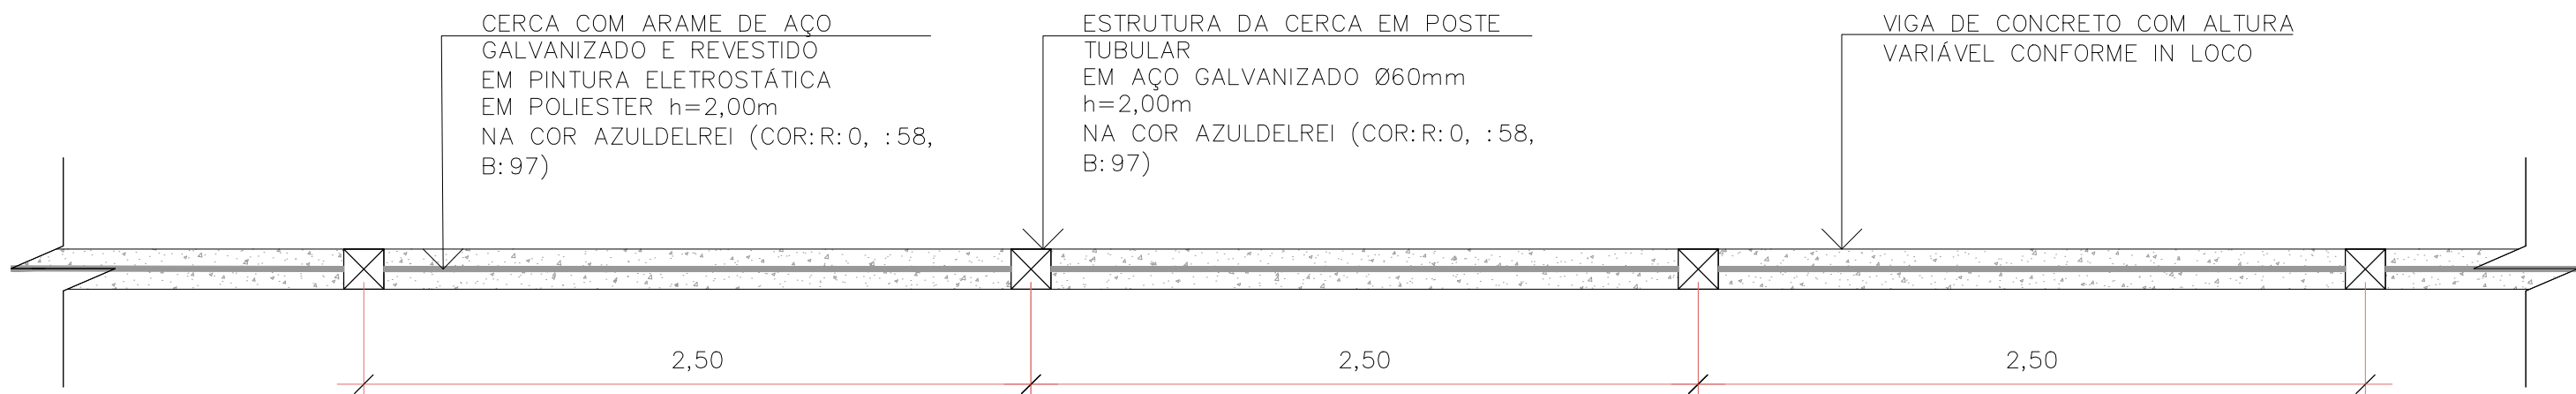 CERCA COM ARAME DE AÇO
GALVANIZADO E REVESTIDO
EM PINTURA ELETROSTÁTICA
EM POLIESTER h=2,00m
NA COR AZULDELREI (COR:R:0, :58,
B:97)
ESTRUTURA DA CERCA EM POSTE
TUBULAR
EM AÇO GALVANIZADO Ø60mm
h=2,00m
NA COR AZULDELREI (COR:R:0, :58,
B:97)
VIGA DE CONCRETO COM ALTURA
VARIÁVEL CONFORME IN LOCO
2,50
2,50
2,50